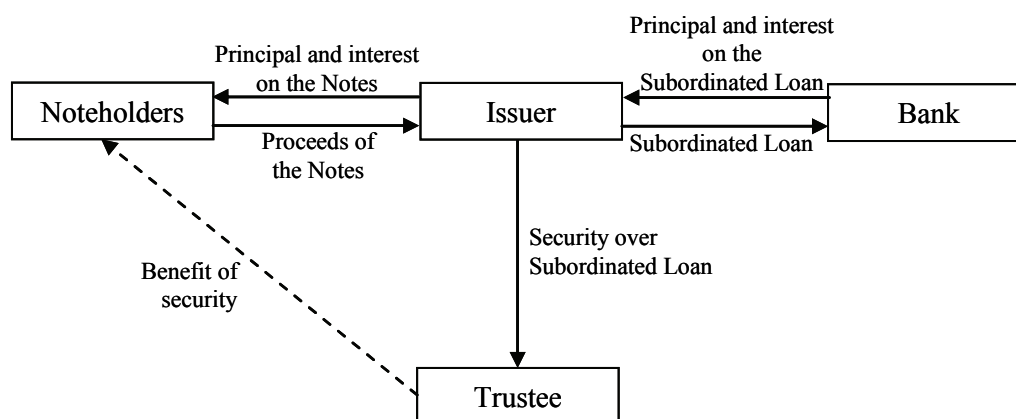 Principal and interest
on the Notes
Principal and interest
on the
Subordinated Loan
Noteholders
Issuer
Bank
Proceeds of
the Notes
Subordinated Loan
Security over
Subordinated Loan
Benefit of
security
Trustee